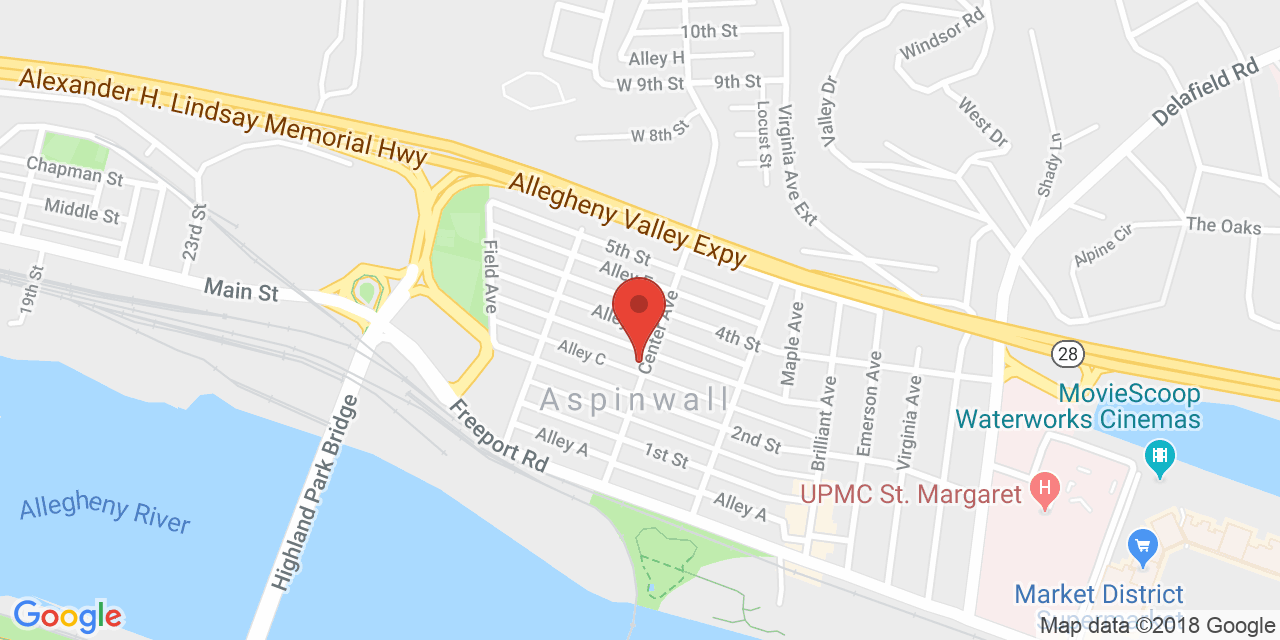 10th St
Windsor Rd
Alley H
W 9th St
9th St
Delafield Rd
Alexander H. Lindsay Memorial Hwy
Valley Dr
West Dr
Locust St
Virginia Ave Ext
W 8th St
Shady Ln
Chapman St
Middle St
23rd St
Allegheny Valley Expy
The Oaks
Alpine Cir
5th St
Field Ave
Alley
19th St
Main St
Alley
Center Ave
4th St
Maple Ave
28
Alley C
Aspinwall
Emerson Ave
Brilliant Ave
Virginia Ave
MovieScoop
Waterworks Cinemas
Highland Park Bridge
Freeport Rd
Alley A
1st St
2nd St
UPMC St. Margaret
H
Allegheny River
Alley A
Market District
Supermarket
Google
Map data ©2018 Google